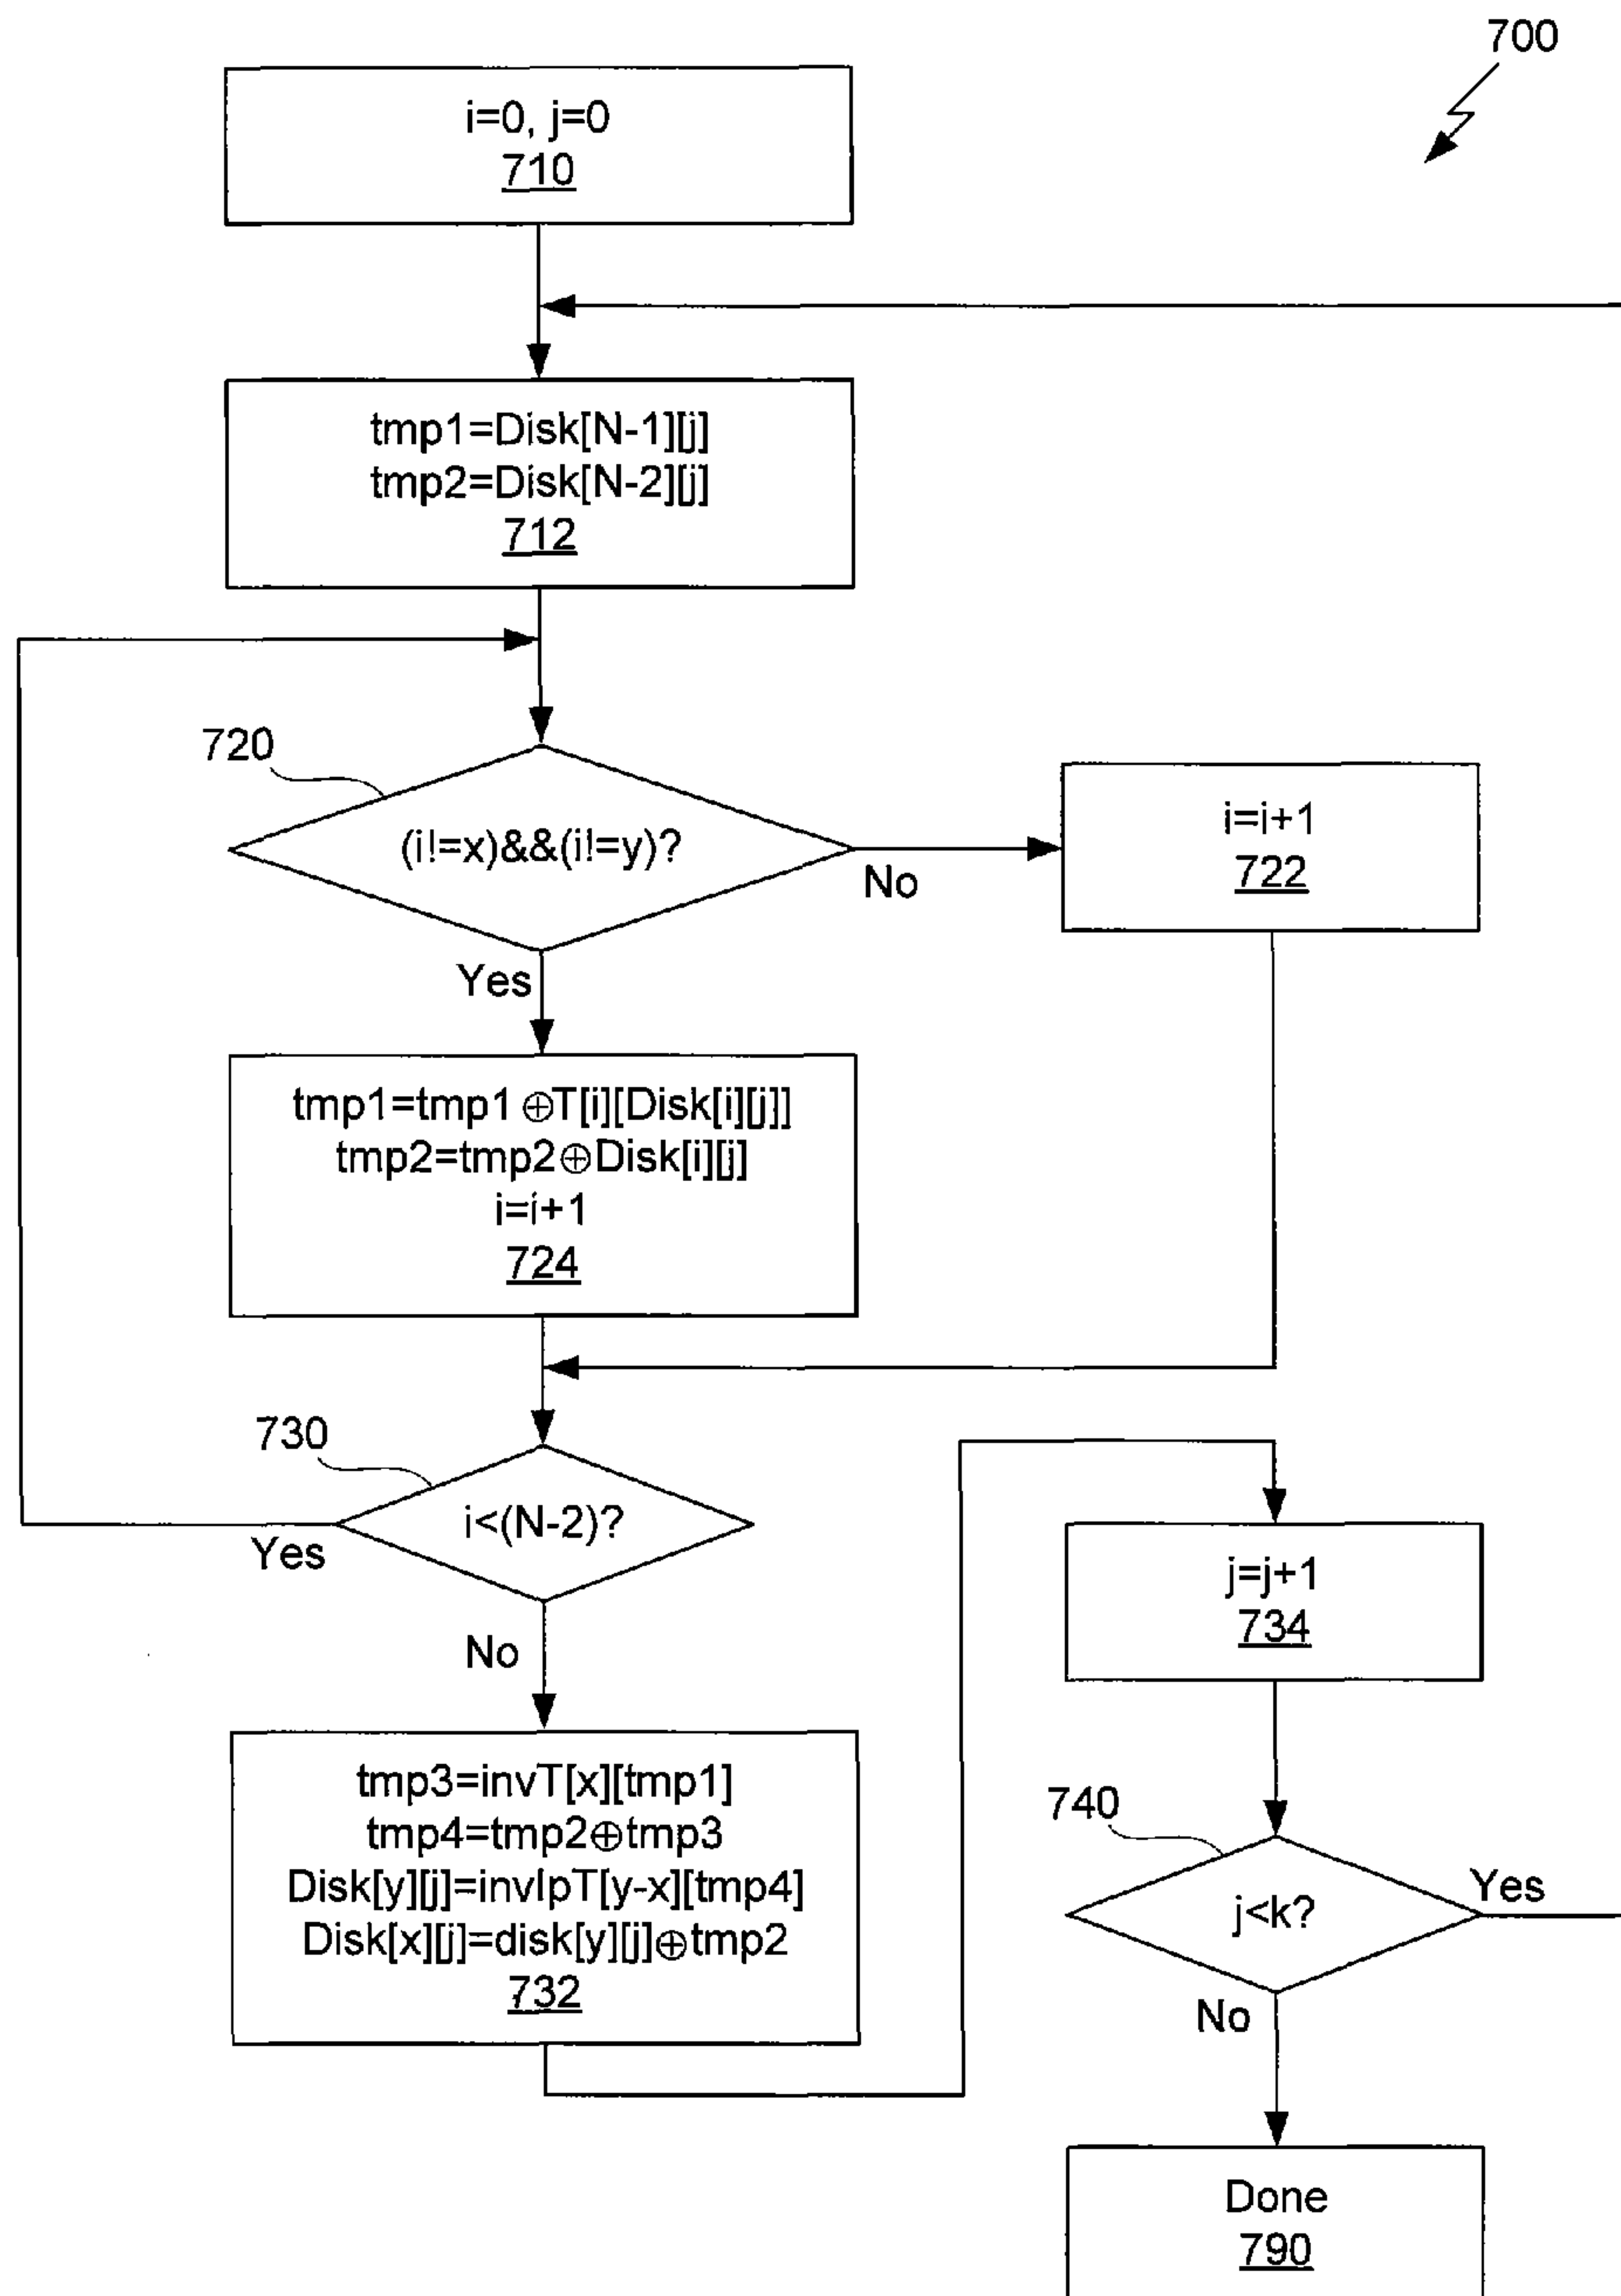 700
i=0, j=0
710
tmp1=Disk[N-1][j]
tmp2=Disk[N-2][j]
712
720
(i!=x)&&(i!=y)?
No
i=i+1
722
Yes
tmp1=tmp1⊕T[i][Disk[i][j]]
tmp2=tmp2⊕Disk[i][j]
i=i+1
724
730
i<(N-2)?
Yes
No
j=j+1
734
tmp3=invT[x][tmp1]
tmp4=tmp2⊕tmp3
Disk[y][j]=invIpT[y-x][tmp4]
Disk[x][j]=disk[y][j]⊕tmp2
732
740
j<k?
Yes
No
Done
790